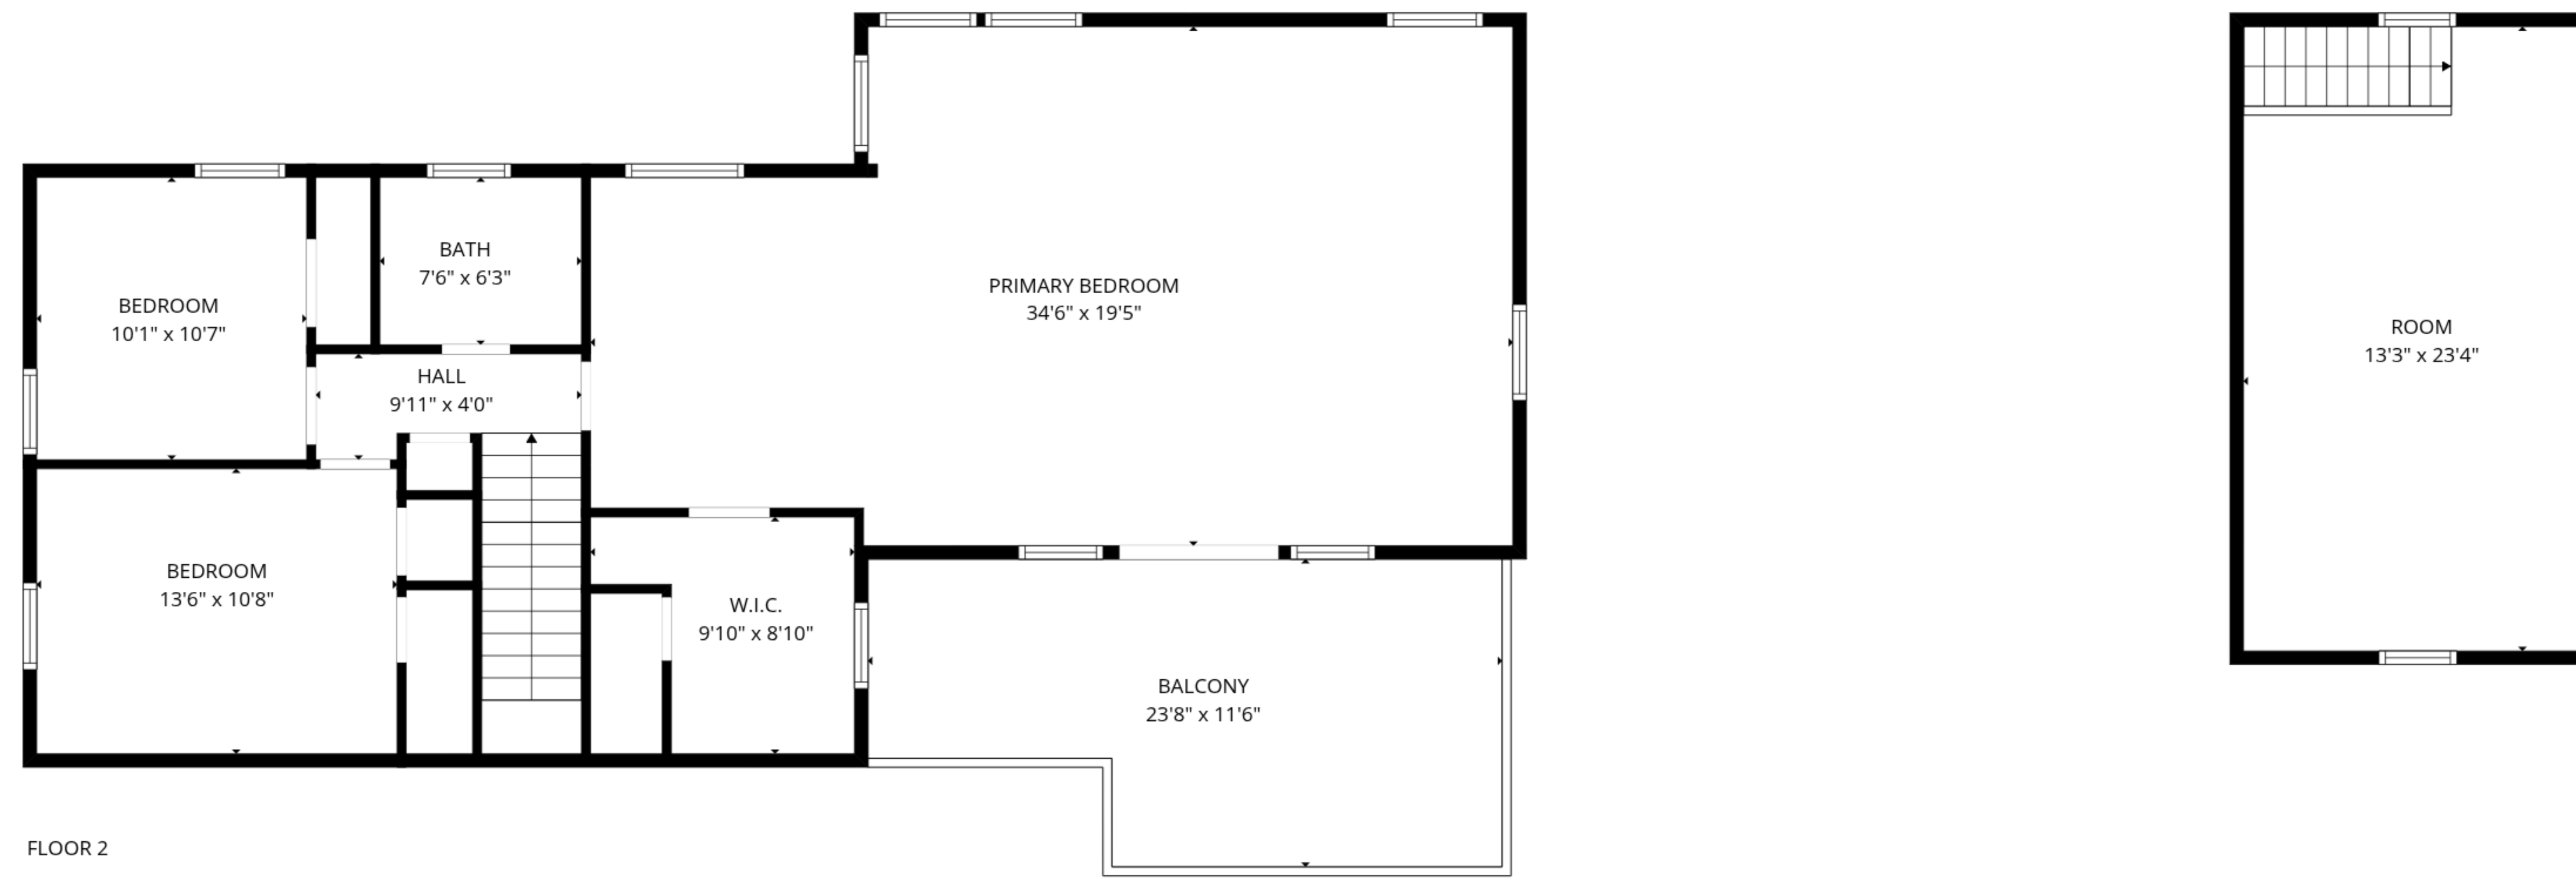 BATH
7'6" x 6'3"
PRIMARY BEDROOM
34'6" x 19'5"
BEDROOM
10'1" x 10'7"
HALL
9'11" x 4'0"
ROOM
13'3" x 23'4"
BEDROOM
13'6" x 10'8"
W.I.C.
9'10" x 8'10"
BALCONY
23'8" x 11'6"
FLOOR 2